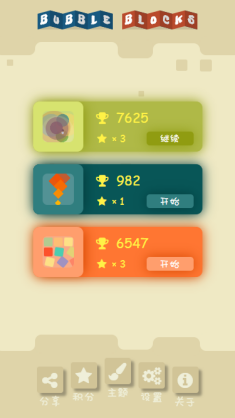 BUBBLE BLOCKS
7625
× 3 继续
982
× 1 开始
6547
× 3 开始
分享 积分 主题 设置 关于